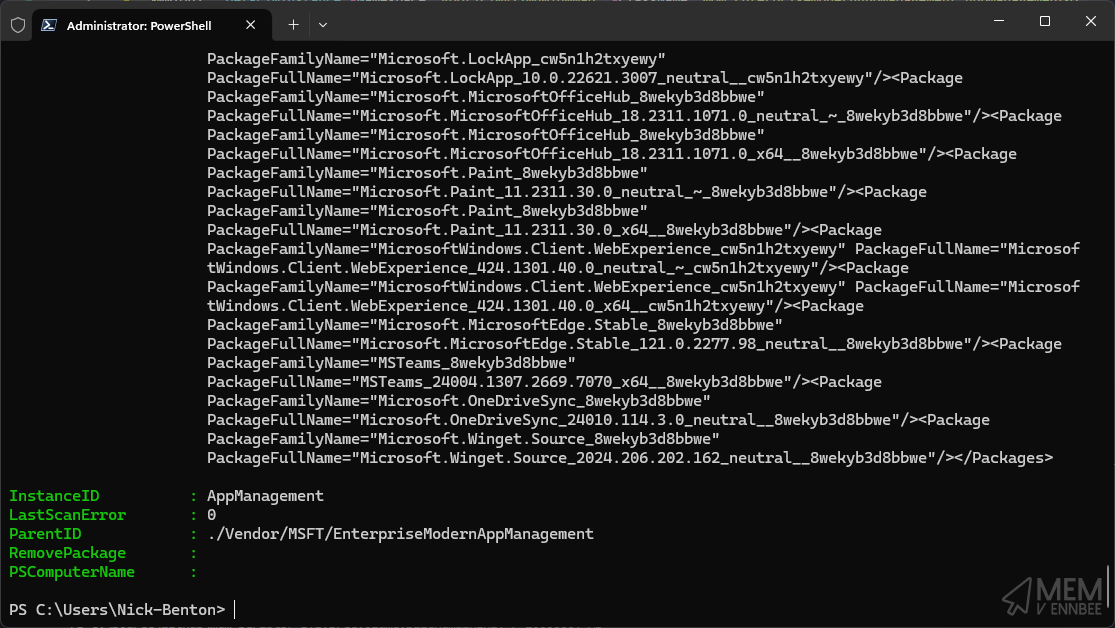 Administrator: PowerShell
PackageFamilyName="Microsoft.LockApp_cw5n1h2txyewy"
PackageFullName="Microsoft.LockApp_10.0.22621.3007_neutral__cw5n1h2txyewy"/><Package
PackageFamilyName="Microsoft.MicrosoftOfficeHub_8wekyb3d8bbwe"
PackageFullName="Microsoft.MicrosoftOfficeHub_18.2311.1071.0_neutral_~_8wekyb3d8bbwe"/><Package
PackageFamilyName="Microsoft.MicrosoftOfficeHub_8wekyb3d8bbwe"
PackageFullName="Microsoft.MicrosoftOfficeHub_18.2311.1071.0_x64__8wekyb3d8bbwe"/><Package
PackageFamilyName="Microsoft.Paint_8wekyb3d8bbwe"
PackageFullName="Microsoft.Paint_11.2311.30.0_neutral_~_8wekyb3d8bbwe"/><Package
PackageFamilyName="Microsoft.Paint_8wekyb3d8bbwe"
PackageFullName="Microsoft.Paint_11.2311.30.0_x64__8wekyb3d8bbwe"/><Package
PackageFamilyName="MicrosoftWindows.Client.WebExperience_cw5n1h2txyewy" PackageFullName="Microsof
tWindows.Client.WebExperience_424.1301.40.0_neutral_~_cw5n1h2txyewy"/><Package
PackageFamilyName="MicrosoftWindows.Client.WebExperience_cw5n1h2txyewy" PackageFullName="Microsof
tWindows.Client.WebExperience_424.1301.40.0_x64__cw5n1h2txyewy"/><Package
PackageFamilyName="Microsoft.MicrosoftEdge.Stable_8wekyb3d8bbwe"
PackageFullName="Microsoft.MicrosoftEdge.Stable_121.0.2277.98_neutral__8wekyb3d8bbwe"/><Package
PackageFamilyName="MSTeams_8wekyb3d8bbwe"
PackageFullName="MSTeams_24004.1307.2669.7070_x64__8wekyb3d8bbwe"/><Package
PackageFamilyName="Microsoft.OneDriveSync_8wekyb3d8bbwe"
PackageFullName="Microsoft.OneDriveSync_24010.114.3.0_neutral__8wekyb3d8bbwe"/><Package
PackageFamilyName="Microsoft.Winget.Source_8wekyb3d8bbwe"
PackageFullName="Microsoft.Winget.Source_2024.206.202.162_neutral__8wekyb3d8bbwe"/></Packages>
InstanceID : AppManagement
LastScanError : 0
ParentID : ./Vendor/MSFT/EnterpriseModernAppManagement
RemovePackage :
PSComputerName :
PS C:\Users\Nick-Benton>
MEM
V ENNBEE